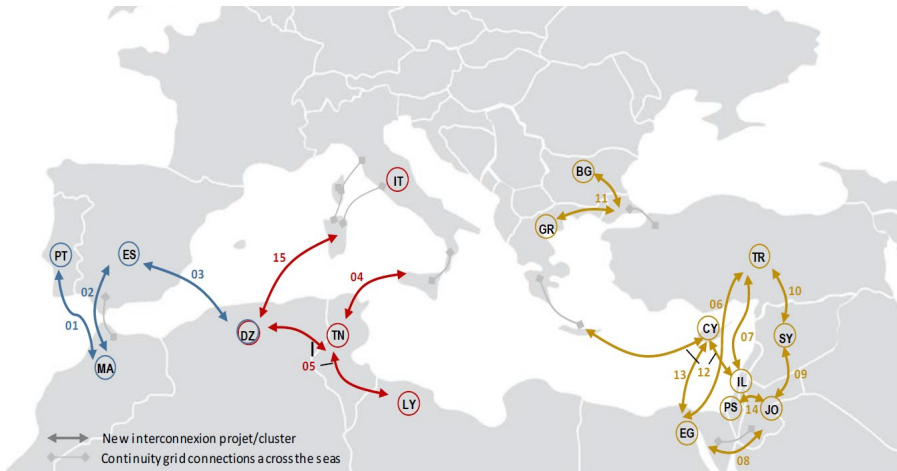 IT
BG
11
GR
PT
ES
03
15
04
TR
02
06
10
01
DZ
TN
CY
07
SY
MA
05
12
13
09
IL
LY
PS
14
JO
EG
08
New interconnexion projet/cluster
Continuity grid connections across the seas